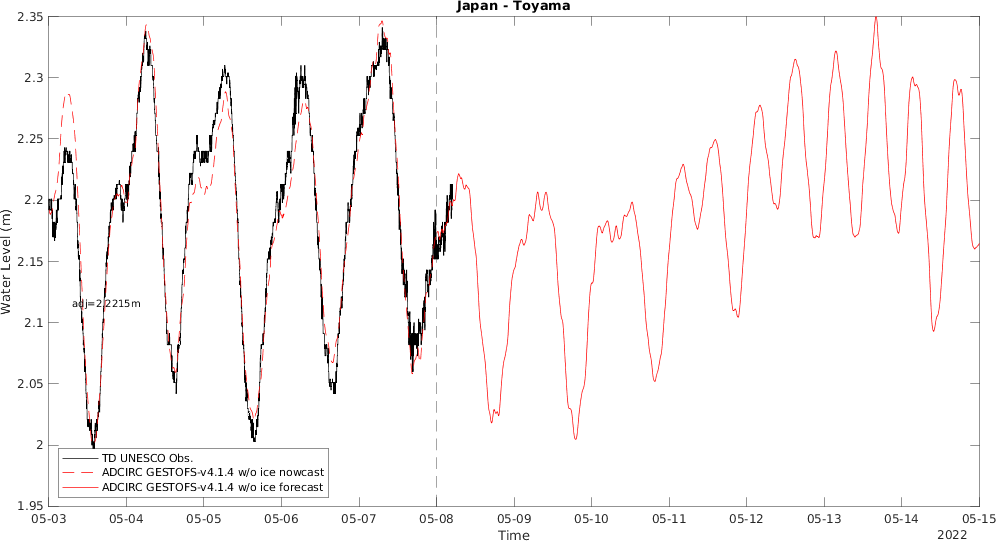 Japan - Toyama
2.35
2.3
2.25
2.2
2.15
2.1
2.05
2
1.95
Water Level (m)
adj=2.2215m
TD UNESCO Obs.
ADCIRC GESTOFS-v4.1.4 w/o ice nowcast
ADCIRC GESTOFS-v4.1.4 w/o ice forecast
05-03 05-04 05-05 05-06 05-07 05-08 05-09 05-10 05-11 05-12 05-13 05-14 05-15
Time
2022